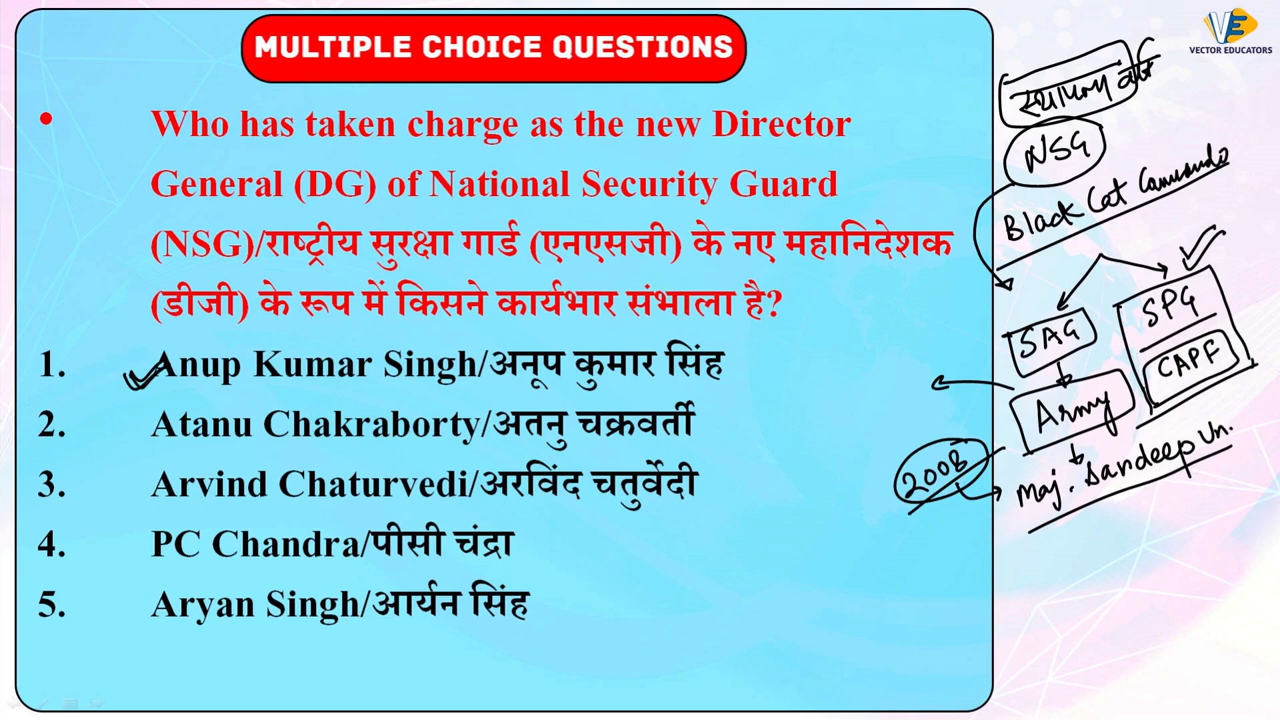 MULTIPLE CHOICE QUESTIONS
VECTOR EDUCATORS
• Who has taken charge as the new Director
General (DG) of National Security Guard
(NSG)/राष्ट्रीय सुरक्षा गार्ड (एनएसजी) के नए महानिदेशक
(डीजी) के रूप में किसने कार्यभार संभाला है?
1. Anup Kumar Singh/अनूप कुमार सिंह
2. Atanu Chakraborty/अतनु चक्रवर्ती
3. Arvind Chaturvedi/अरविंद चतुर्वेदी
4. PC Chandra/पीसी चंद्रा
5. Aryan Singh/आर्यन सिंह
NSG
Black Cat Commando
SAG
SPG
CAPF
Army
2008
Maj. Sandeep Un.